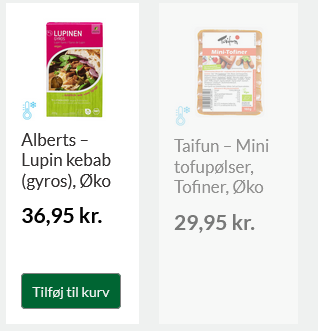 LUPINEN
GYROS
Alberts –
Lupin kebab
(gyros), Øko
36,95 kr.
Tilføj til kurv
Taifun
Mini-Tofiner
Taifun – Mini
tofupølser,
Tofiner, Øko
29,95 kr.